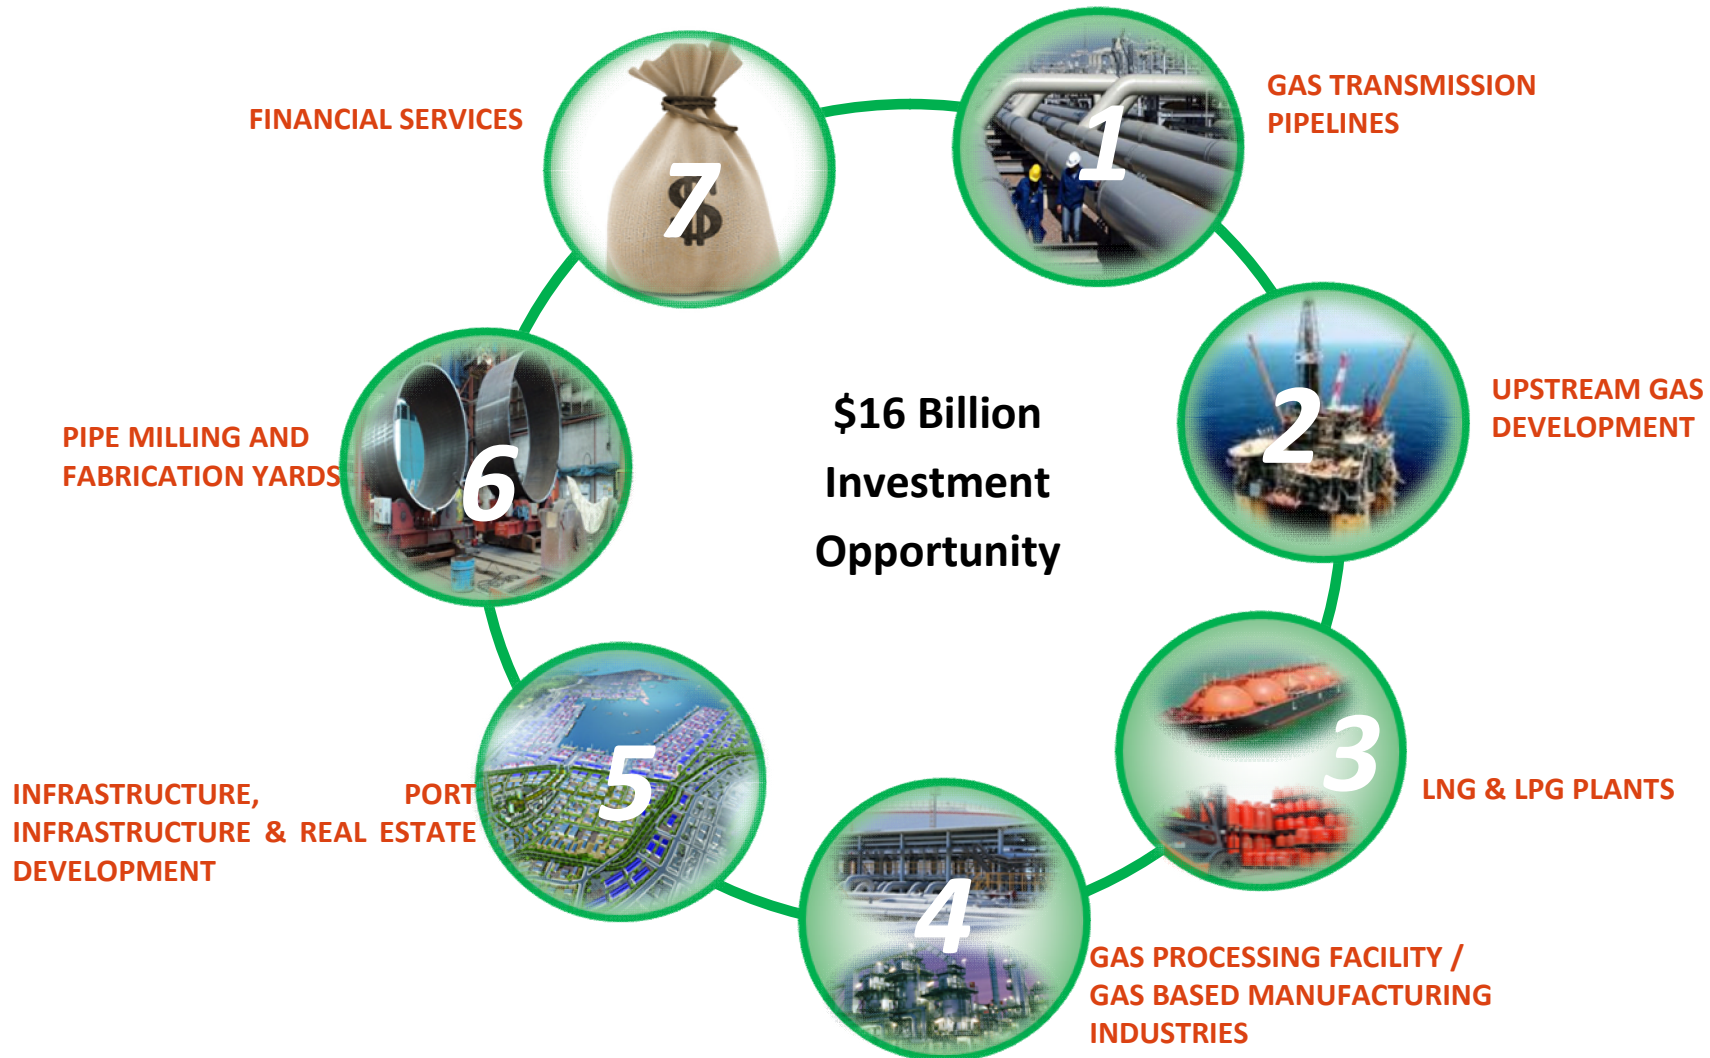 1
GAS TRANSMISSION
PIPELINES
2
UPSTREAM GAS
DEVELOPMENT
3
LNG & LPG PLANTS
4
GAS PROCESSING FACILITY /
GAS BASED MANUFACTURING
INDUSTRIES
5
INFRASTRUCTURE, PORT
INFRASTRUCTURE & REAL ESTATE
DEVELOPMENT
6
PIPE MILLING AND
FABRICATION YARDS
7
$
FINANCIAL SERVICES
$16 Billion
Investment
Opportunity